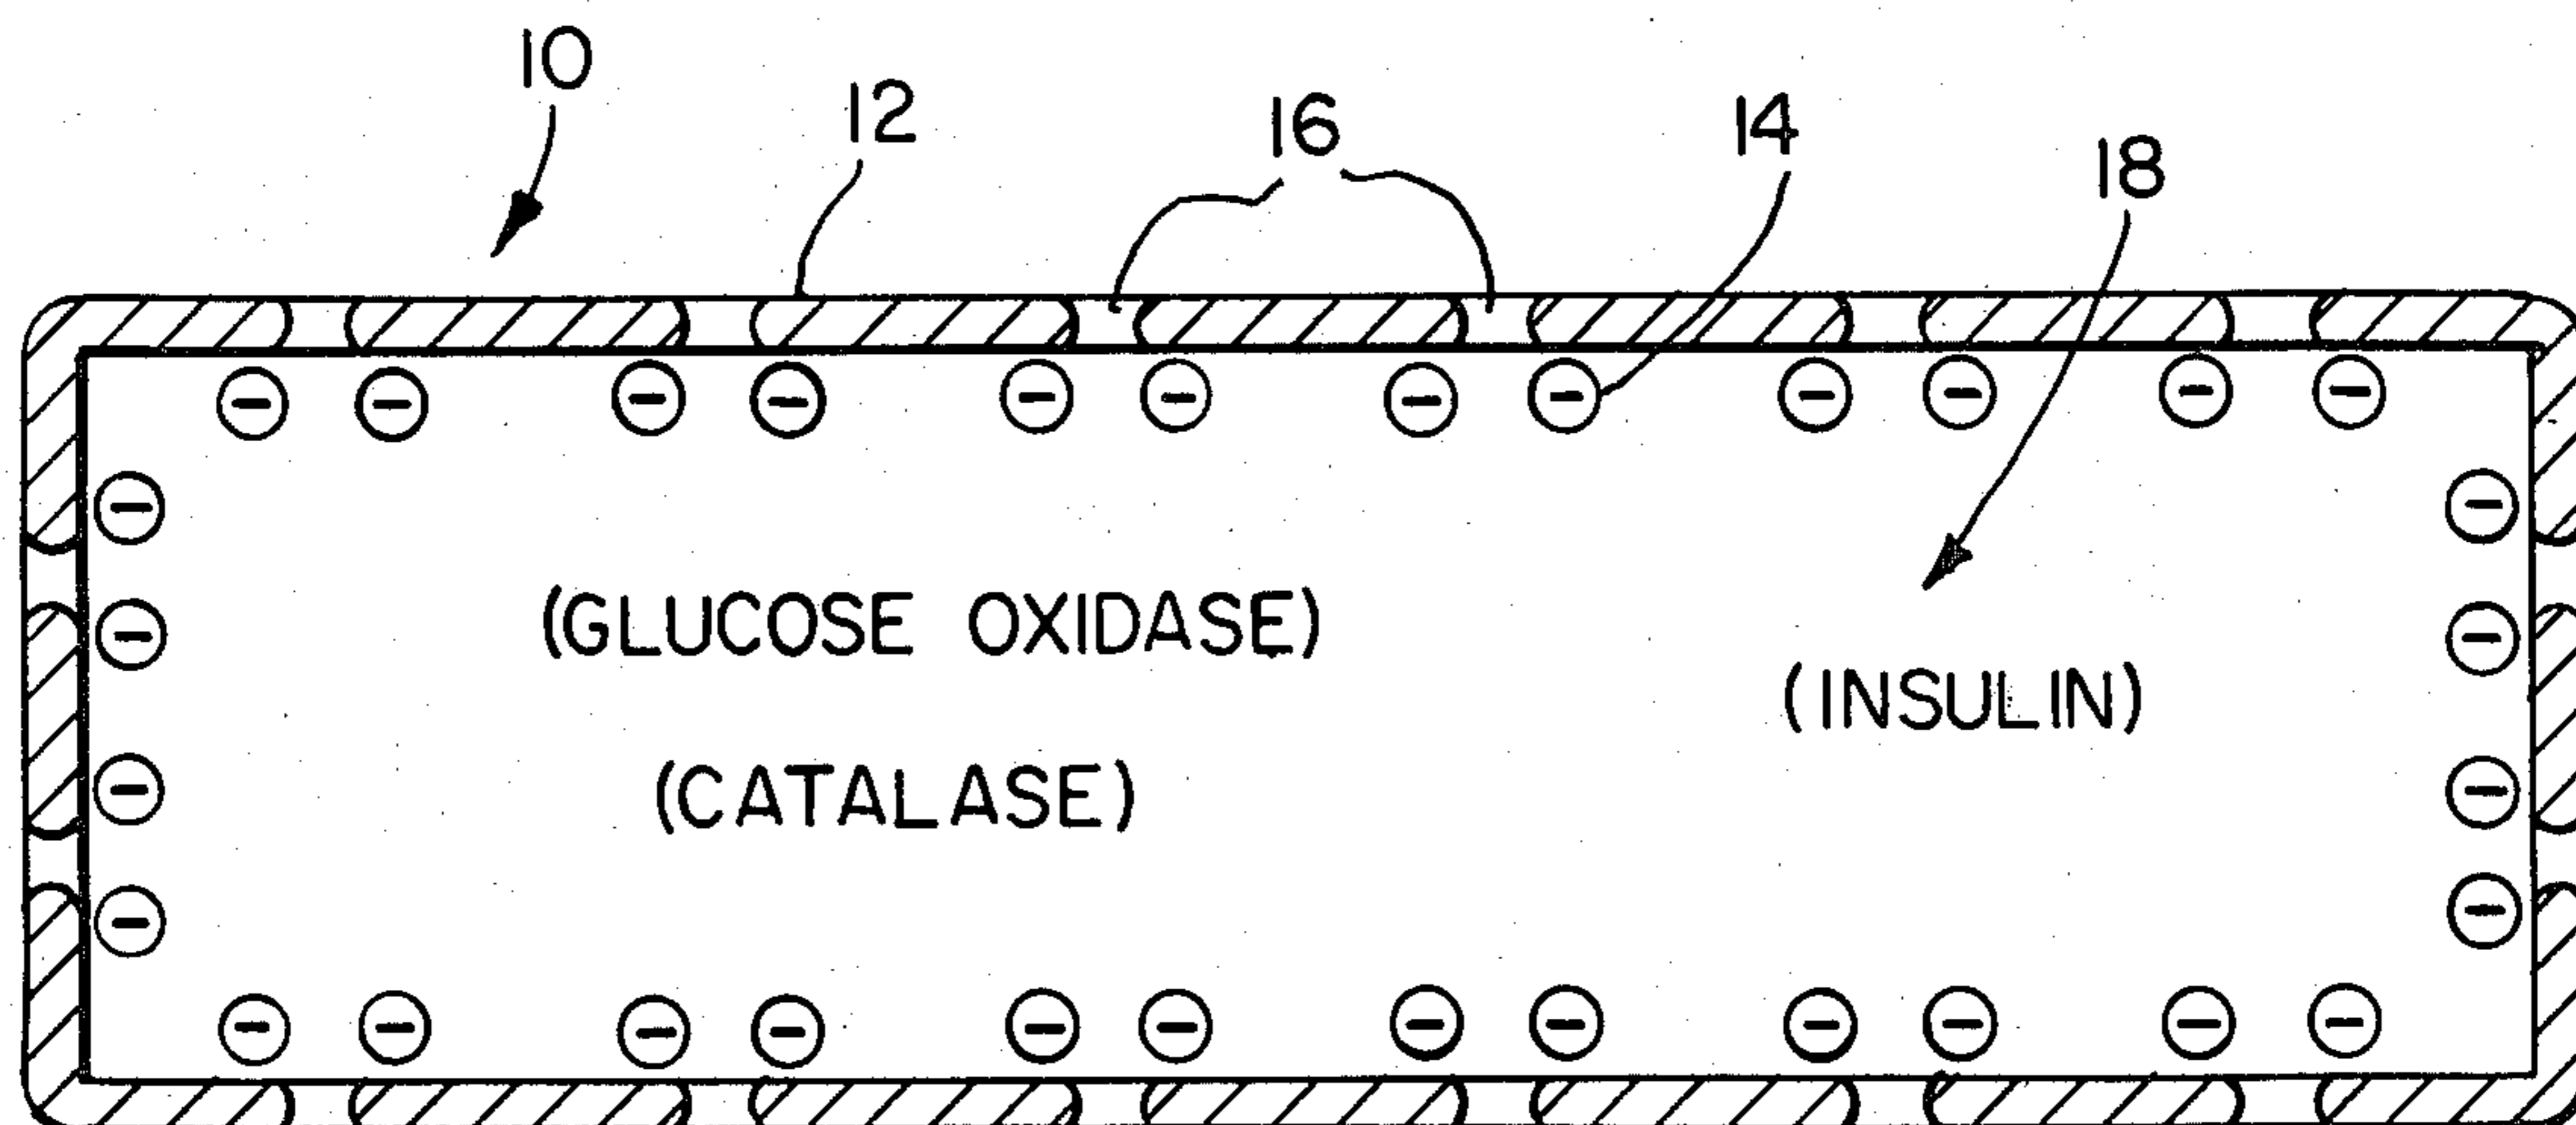 10
12
16
14
18
(GLUCOSE OXIDASE)
(INSULIN)
(CATALASE)